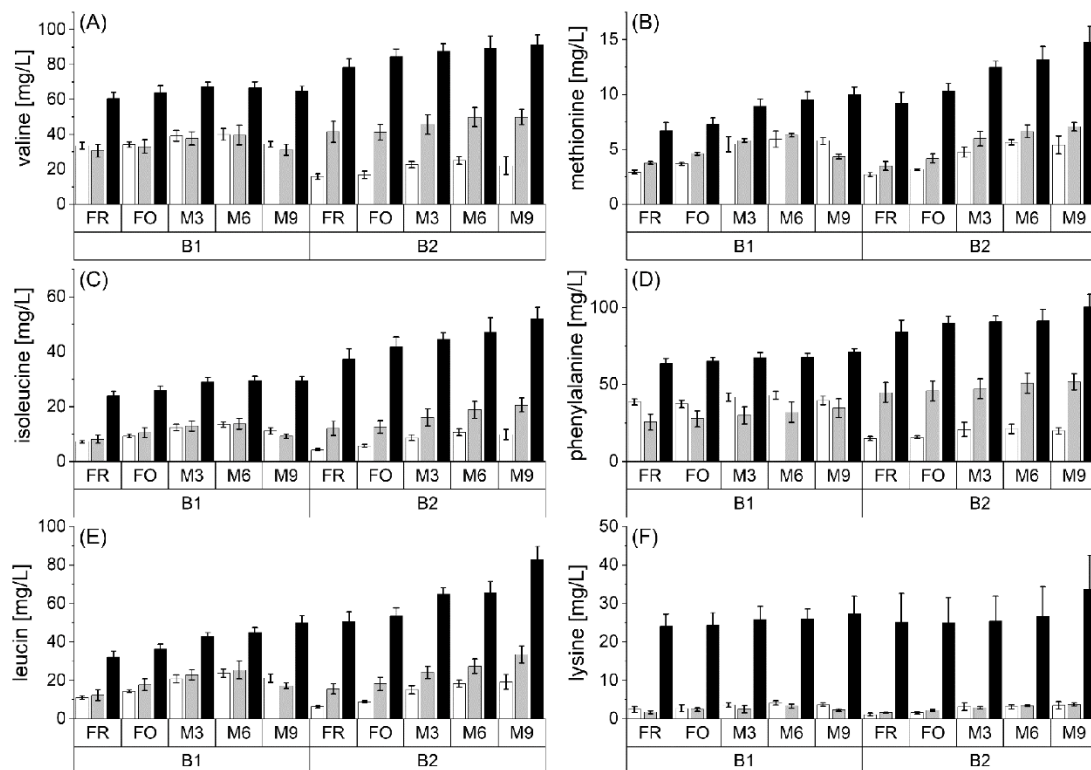 (A)
valine [mg/L]
100
80
60
40
20
0
FR FO M3 M6 M9 FR FO M3 M6 M9
B1 B2
(B)
methionine [mg/L]
15
10
5
0
FR FO M3 M6 M9 FR FO M3 M6 M9
B1 B2
(C)
isoleucine [mg/L]
60
40
20
0
FR FO M3 M6 M9 FR FO M3 M6 M9
B1 B2
(D)
phenylalanine [mg/L]
100
50
0
FR FO M3 M6 M9 FR FO M3 M6 M9
B1 B2
(E)
leucin [mg/L]
100
80
60
40
20
0
FR FO M3 M6 M9 FR FO M3 M6 M9
B1 B2
(F)
lysine [mg/L]
50
40
30
20
10
0
FR FO M3 M6 M9 FR FO M3 M6 M9
B1 B2